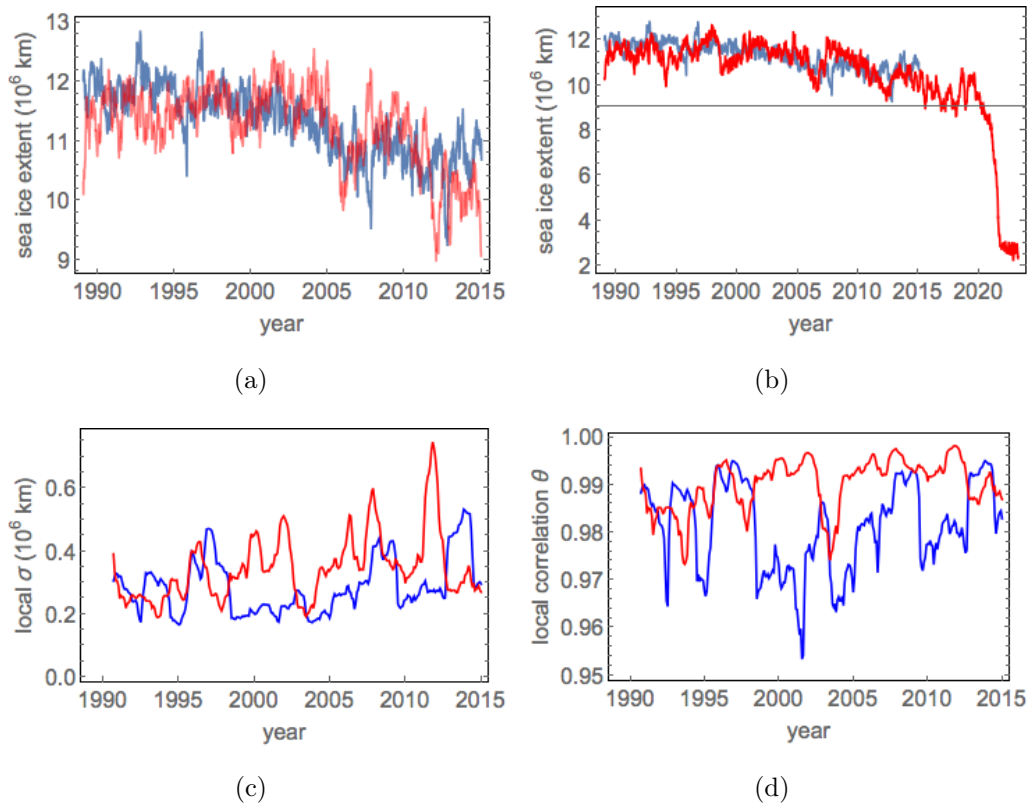 sea ice extent (10⁶ km)
13
12
11
10
9
1990 1995 2000 2005 2010 2015
year
(a)
sea ice extent (10⁶ km)
12
10
8
6
4
2
1990 1995 2000 2005 2010 2015 2020
year
(b)
local σ (10⁶ km)
0.6
0.4
0.2
0.0
1990 1995 2000 2005 2010 2015
year
(c)
local correlation θ
1.00
0.99
0.98
0.97
0.96
0.95
1990 1995 2000 2005 2010 2015
year
(d)